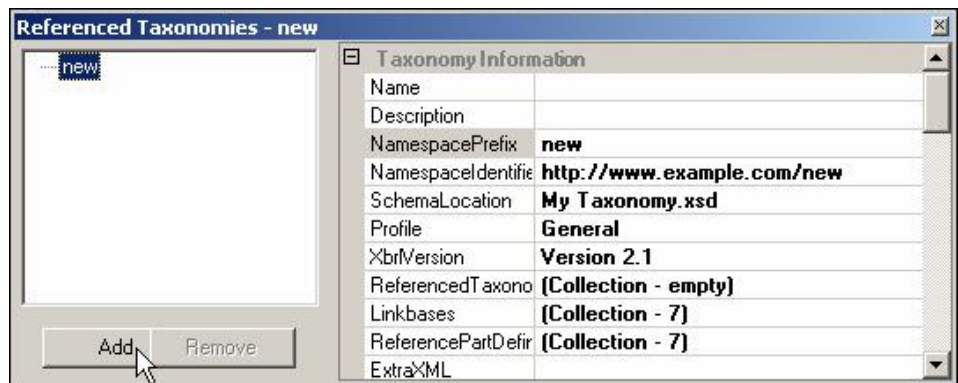 Referenced Taxonomies - new
new
Add Remove
Taxonomy Information
Name
Description
NamespacePrefix new
NamespaceIdentifie http://www.example.com/new
SchemaLocation My Taxonomy.xsd
Profile General
XbrlVersion Version 2.1
ReferencedTaxono (Collection - empty)
Linkbases (Collection - 7)
ReferencePartDefir (Collection - 7)
ExtraXML